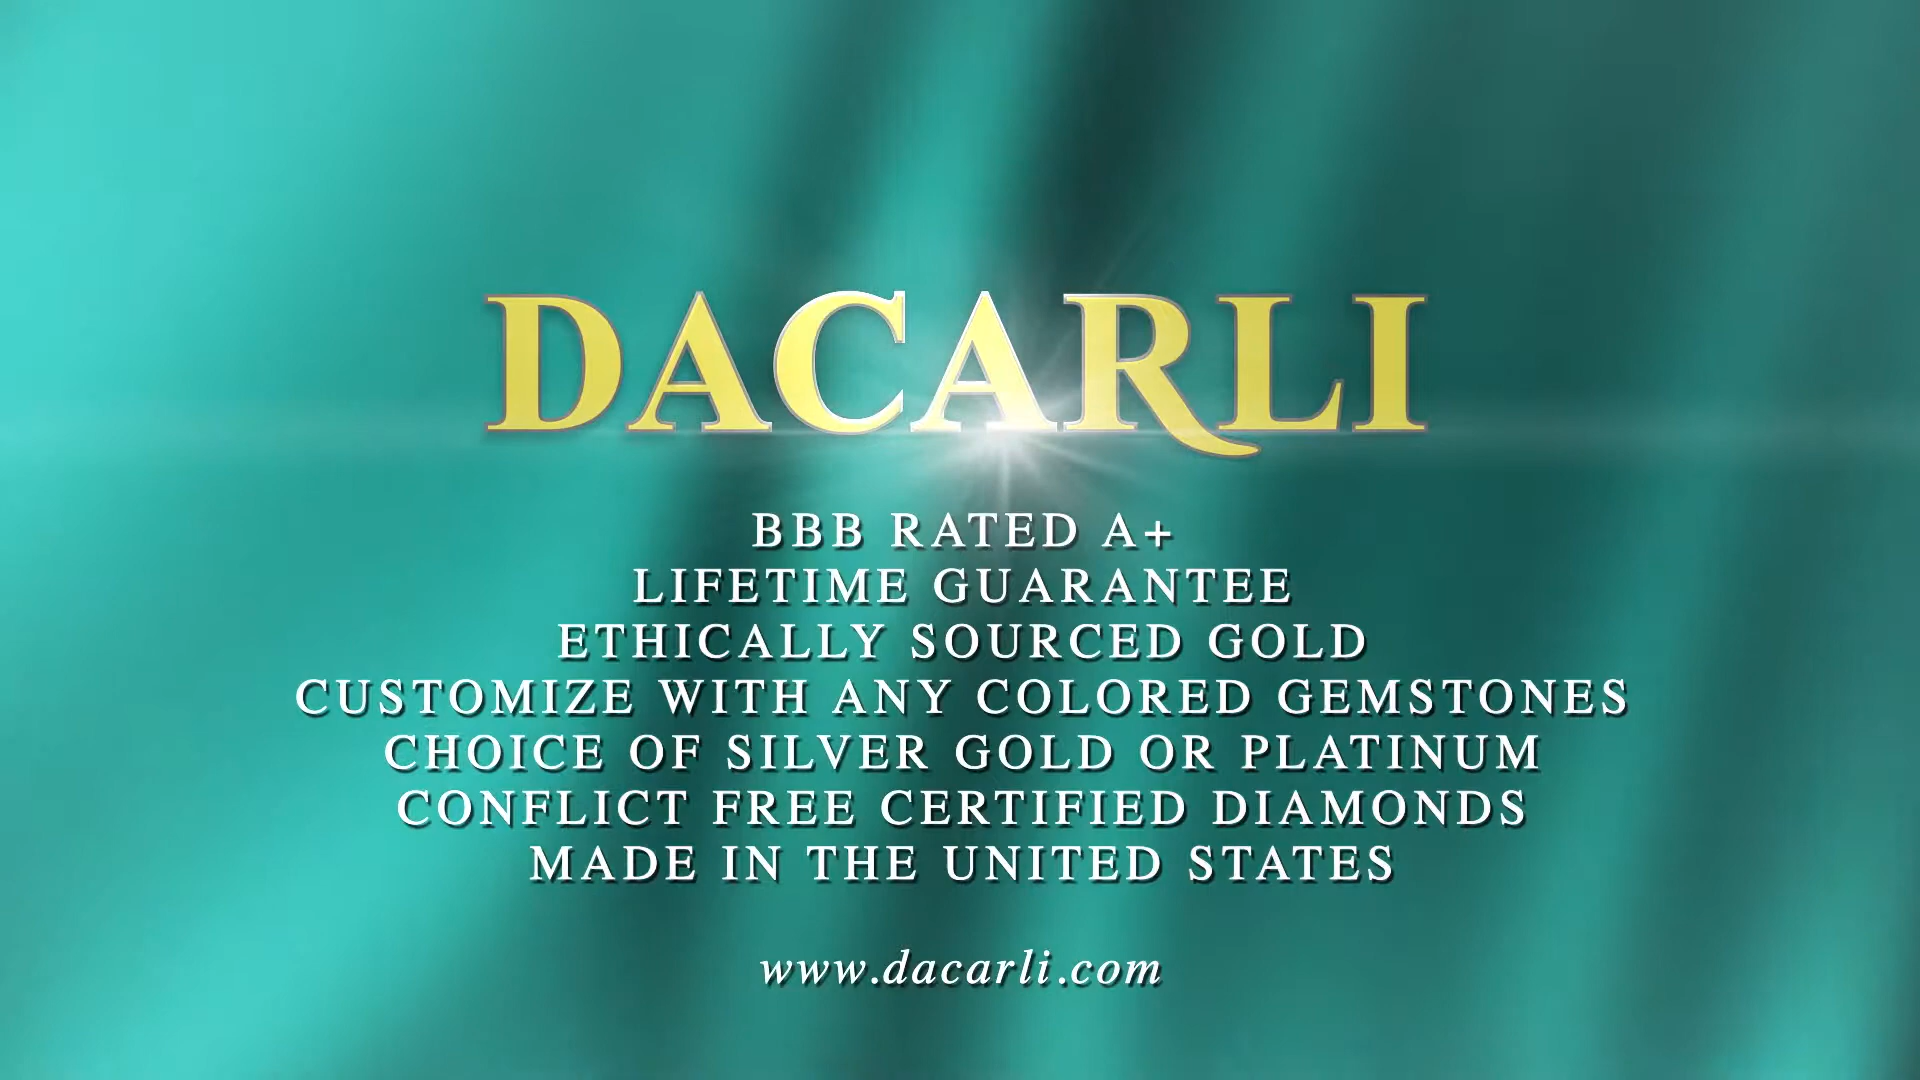 DACARLI
BBB RATED A+
LIFETIME GUARANTEE
ETHICALLY SOURCED GOLD
CUSTOMIZE WITH ANY COLORED GEMSTONES
CHOICE OF SILVER GOLD OR PLATINUM
CONFLICT FREE CERTIFIED DIAMONDS
MADE IN THE UNITED STATES
www.dacarli.com